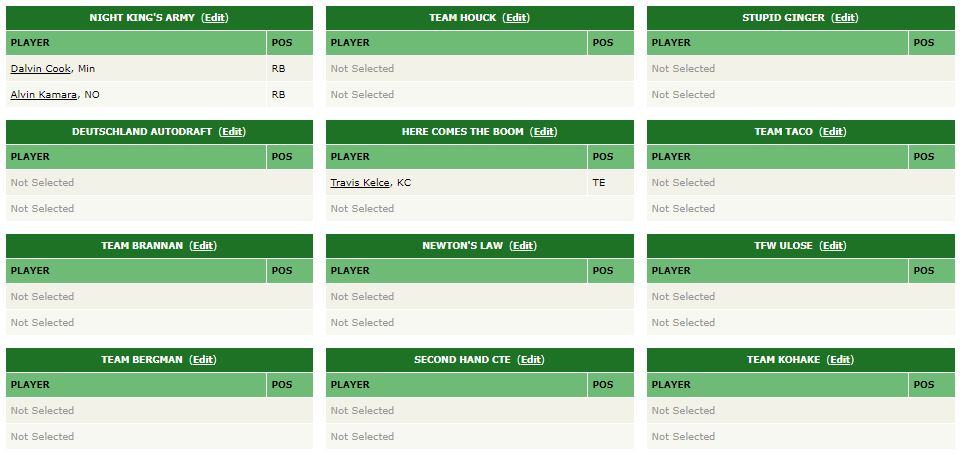 NIGHT KING'S ARMY (Edit)
PLAYER POS
Dalvin Cook, Min RB
Alvin Kamara, NO RB
TEAM HOUCK (Edit)
PLAYER POS
Not Selected
Not Selected
STUPID GINGER (Edit)
PLAYER POS
Not Selected
Not Selected
DEUTSCHLAND AUTODRAFT (Edit)
PLAYER POS
Not Selected
Not Selected
HERE COMES THE BOOM (Edit)
PLAYER POS
Travis Kelce, KC TE
Not Selected
TEAM TACO (Edit)
PLAYER POS
Not Selected
Not Selected
TEAM BRANNAN (Edit)
PLAYER POS
Not Selected
Not Selected
NEWTON'S LAW (Edit)
PLAYER POS
Not Selected
Not Selected
TFW ULOSE (Edit)
PLAYER POS
Not Selected
Not Selected
TEAM BERGMAN (Edit)
PLAYER POS
Not Selected
Not Selected
SECOND HAND CTE (Edit)
PLAYER POS
Not Selected
Not Selected
TEAM KOHAKE (Edit)
PLAYER POS
Not Selected
Not Selected